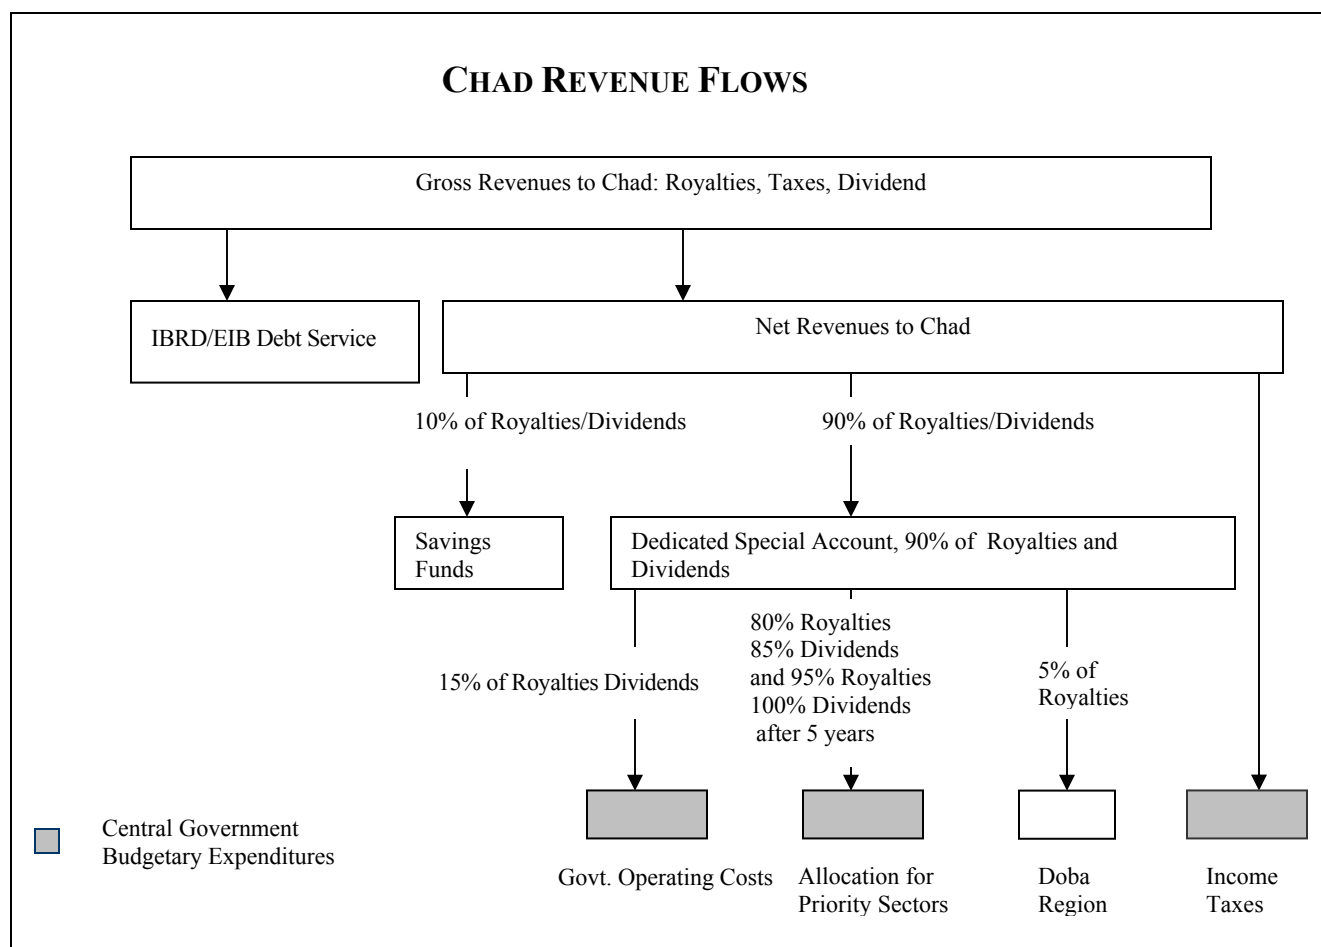 CHAD REVENUE FLOWS
Gross Revenues to Chad: Royalties, Taxes, Dividend
IBRD/EIB Debt Service
Net Revenues to Chad
10% of Royalties/Dividends
90% of Royalties/Dividends
Savings
Funds
Dedicated Special Account, 90% of Royalties and
Dividends
15% of Royalties Dividends
80% Royalties
85% Dividends
and 95% Royalties
100% Dividends
after 5 years
5% of
Royalties
Central Government
Budgetary Expenditures
Govt. Operating Costs
Allocation for
Priority Sectors
Doba
Region
Income
Taxes